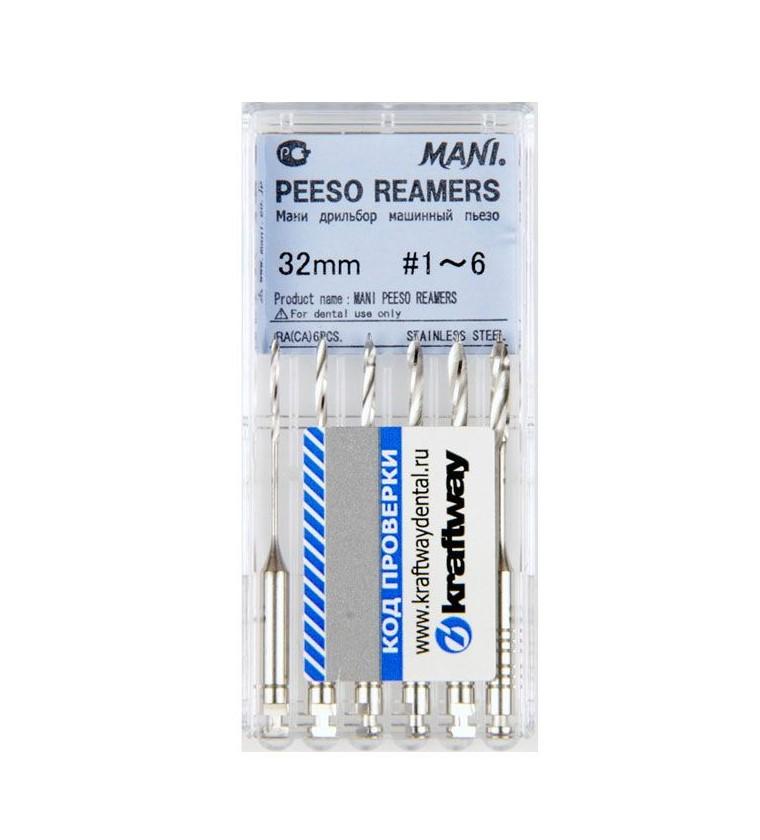 MANI.
PEESO REAMERS
Мани дрильбор машинный пьезо
32mm #1～6
Product name : MANI PEESO REAMERS
⚠For dental use only
RA(CA)6PCS. STAINLESS STEEL
КОД ПРОВЕРКИ
www.kraftwaydental.ru
kraftway